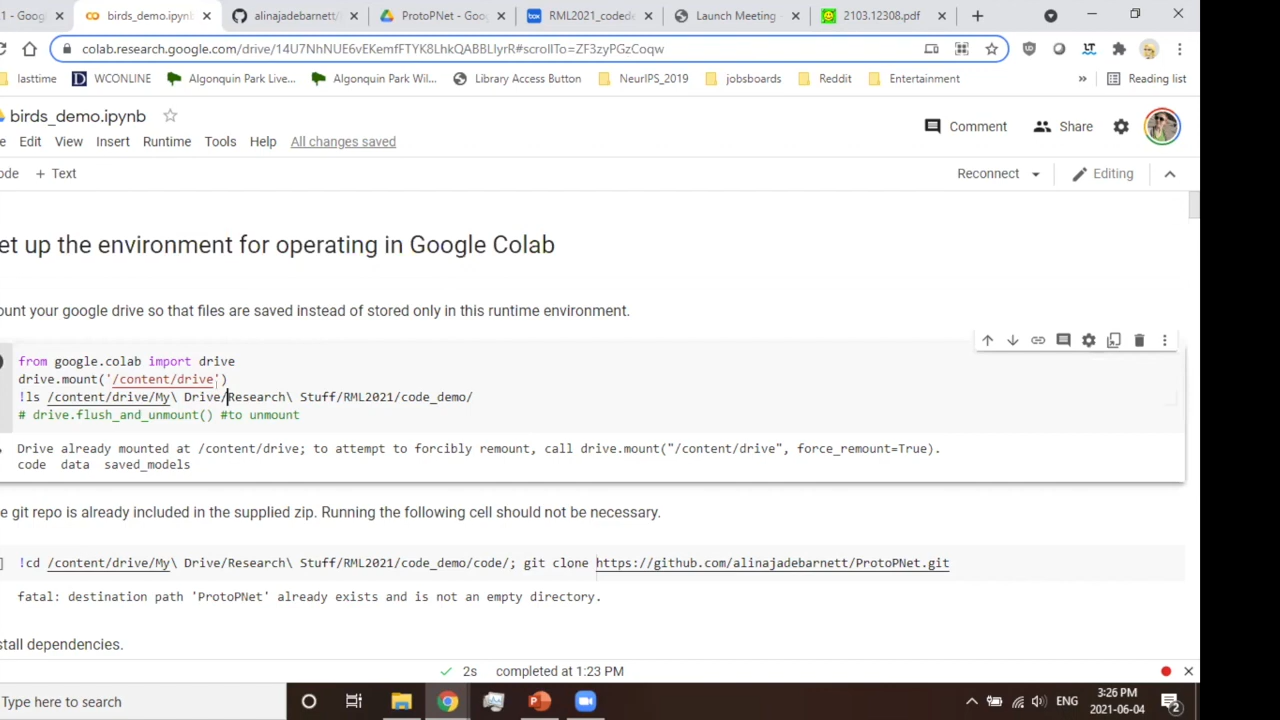 1 - Googl
birds_demo.ipynb
alinajadebarnett/
ProtoPNet - Goog
box
RML2021_codede
Launch Meeting -
2103.12308.pdf
colab.research.google.com/drive/14U7NhNUE6vEKemfFTYK8LhkQABBLlyrR#scrollTo=ZF3zyPGzCoqw
lasttime
WCONLINE
Algonquin Park Live...
Algonquin Park Wil...
Library Access Button
NeurIPS_2019
jobsboards
Reddit
Entertainment
»
Reading list
birds_demo.ipynb
Comment
Share
e Edit View Insert Runtime Tools Help All changes saved
ode + Text
Reconnect
Editing
et up the environment for operating in Google Colab
ount your google drive so that files are saved instead of stored only in this runtime environment.
from google.colab import drive
drive.mount('/content/drive')
!ls /content/drive/My\ Drive/Research\ Stuff/RML2021/code_demo/
# drive.flush_and_unmount() #to unmount
Drive already mounted at /content/drive; to attempt to forcibly remount, call drive.mount("/content/drive", force_remount=True).
code data saved_models
e git repo is already included in the supplied zip. Running the following cell should not be necessary.
!cd /content/drive/My\ Drive/Research\ Stuff/RML2021/code_demo/code/; git clone https://github.com/alinajadebarnett/ProtoPNet.git
fatal: destination path 'ProtoPNet' already exists and is not an empty directory.
stall dependencies.
2s completed at 1:23 PM
Type here to search
ENG
3:26 PM
2021-06-04
2